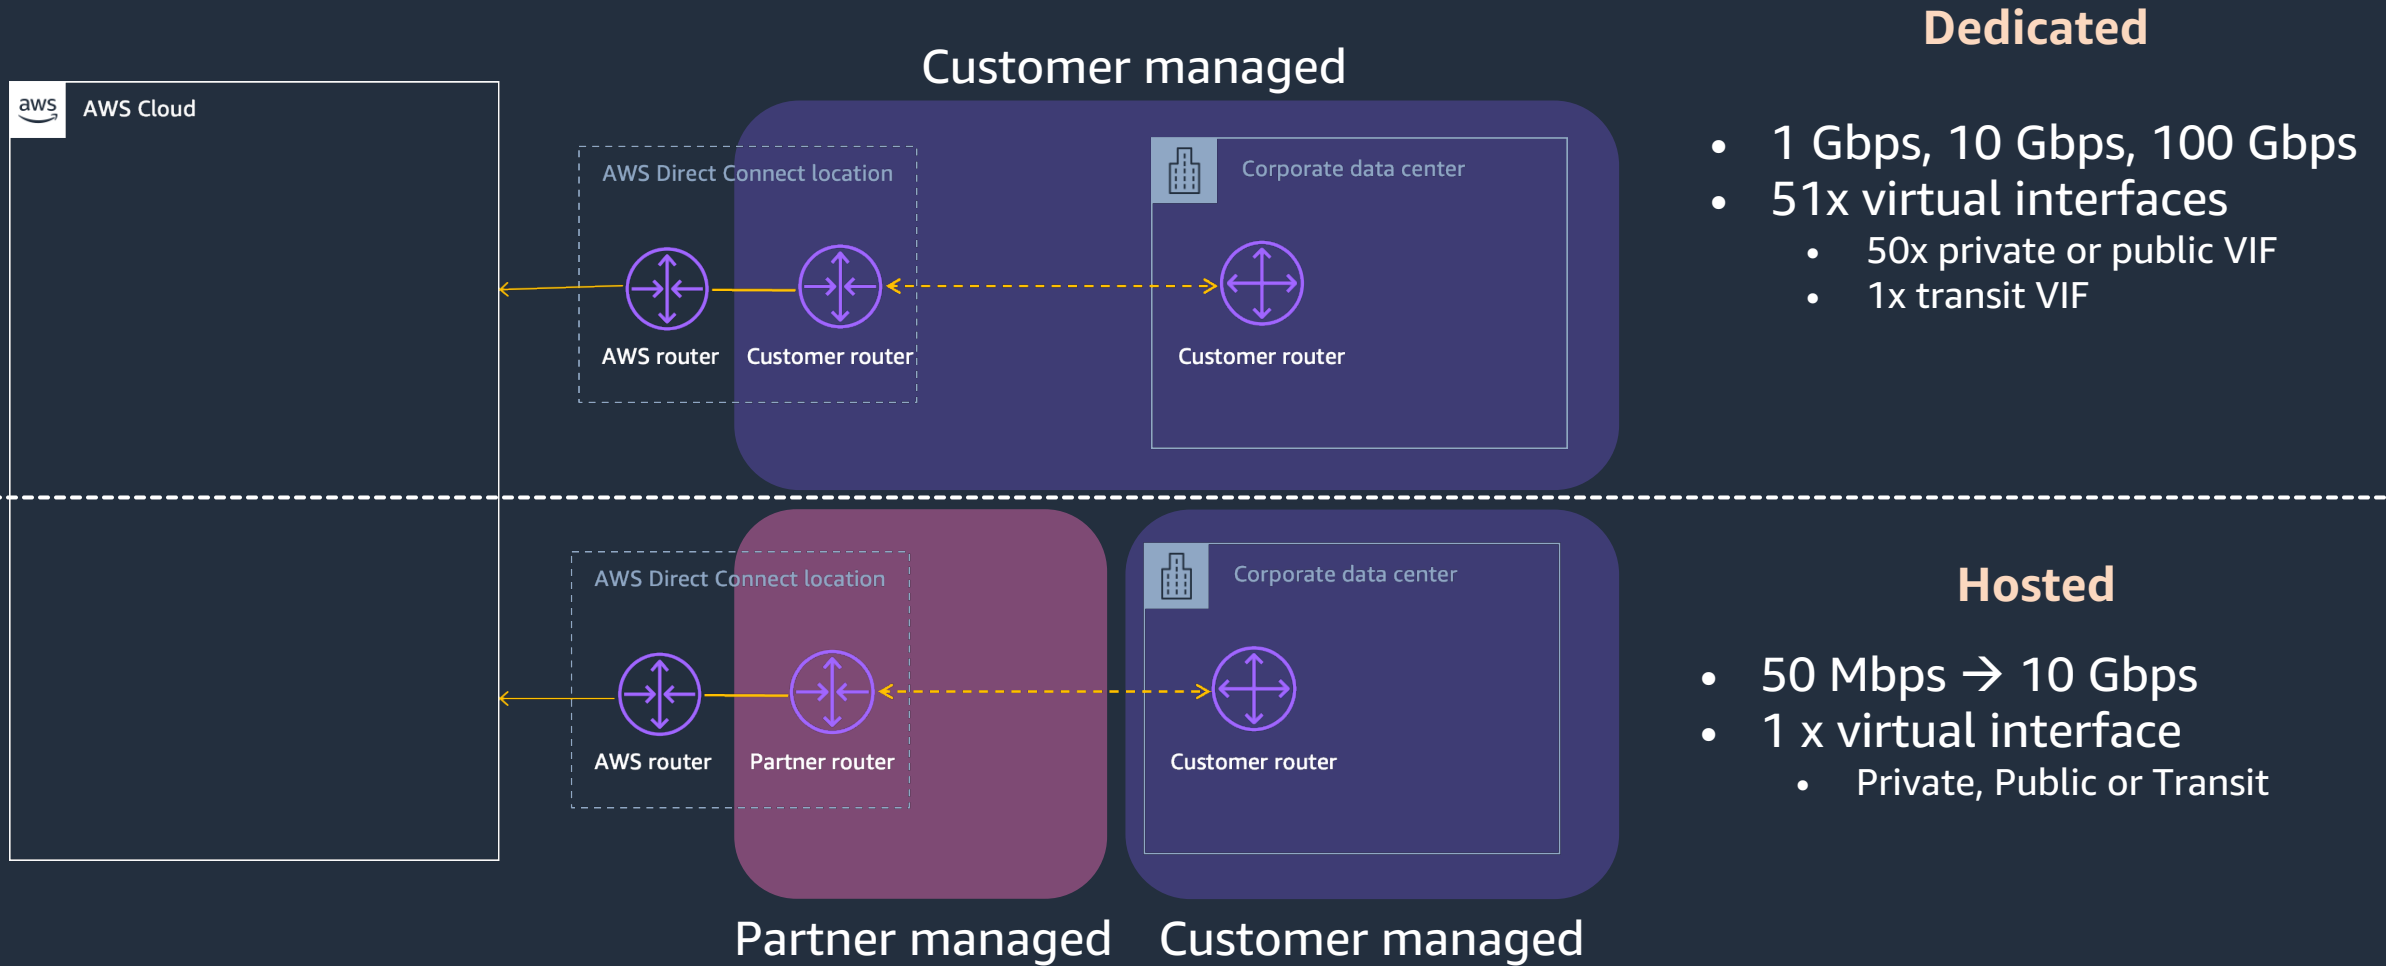 Dedicated
Customer managed
aws
AWS Cloud
AWS Direct Connect location
Corporate data center
AWS router
Customer router
Customer router
• 1 Gbps, 10 Gbps, 100 Gbps
• 51x virtual interfaces
• 50x private or public VIF
• 1x transit VIF
AWS Direct Connect location
Corporate data center
AWS router
Partner router
Customer router
Hosted
• 50 Mbps → 10 Gbps
• 1 x virtual interface
• Private, Public or Transit
Partner managed
Customer managed